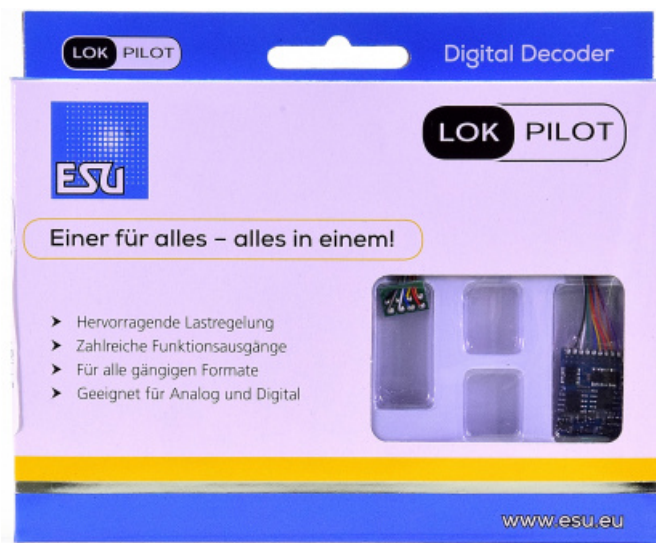 LOK PILOT
Digital Decoder
LOK PILOT
ESU
Einer für alles – alles in einem!
➤ Hervorragende Lastregelung
➤ Zahlreiche Funktionsausgänge
➤ Für alle gängigen Formate
➤ Geeignet für Analog und Digital
www.esu.eu